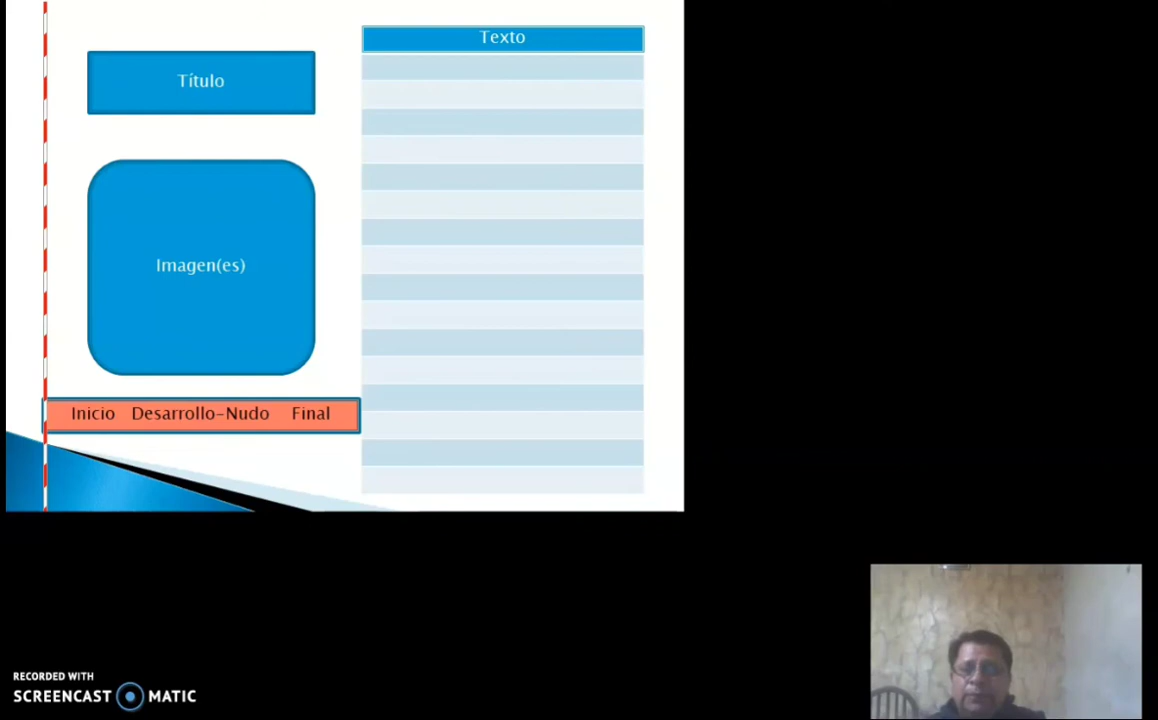 Texto
Título
Imagen(es)
Inicio Desarrollo-Nudo Final
RECORDED WITH
SCREENCAST MATIC